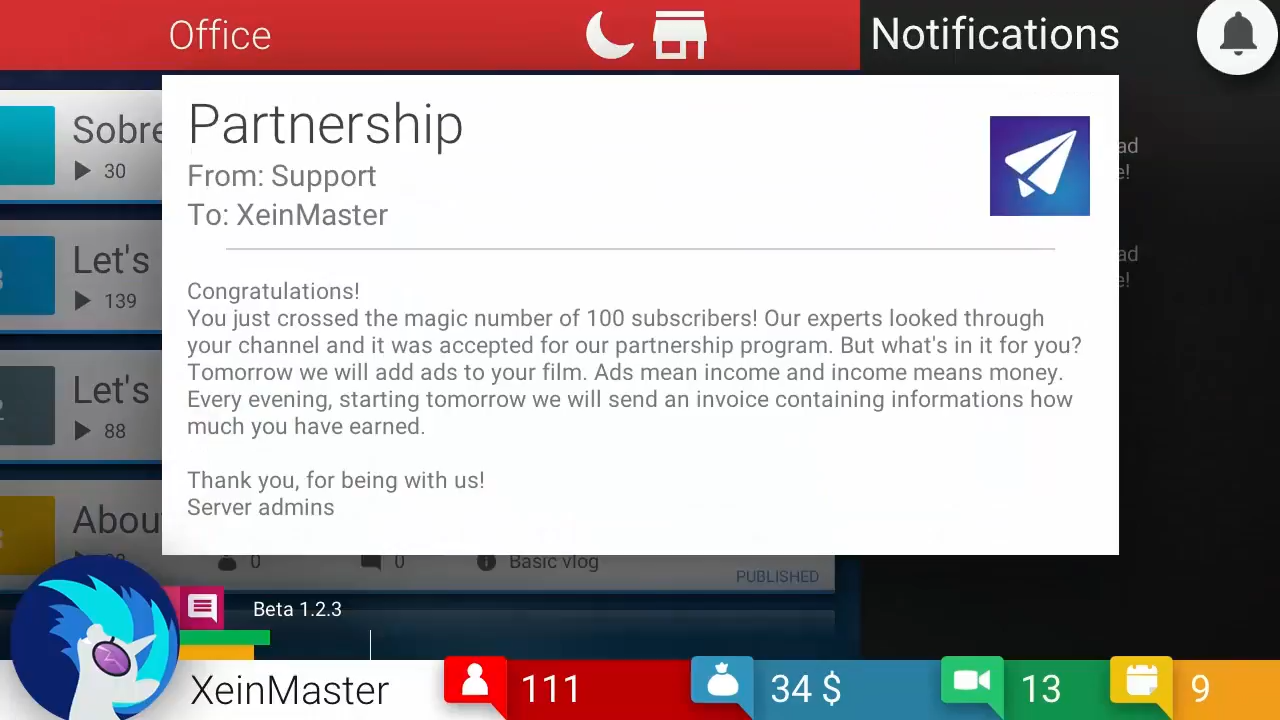 Office
Notifications
Partnership
From: Support
To: XeinMaster
Congratulations!
You just crossed the magic number of 100 subscribers! Our experts looked through
your channel and it was accepted for our partnership program. But what's in it for you?
Tomorrow we will add ads to your film. Ads mean income and income means money.
Every evening, starting tomorrow we will send an invoice containing informations how
much you have earned.
Thank you, for being with us!
Server admins
Sobre
30
Let's
139
Let's
88
Abou
0
0
Basic vlog
PUBLISHED
ad
e!
ad
e!
Beta 1.2.3
XeinMaster
111
34 $
13
9